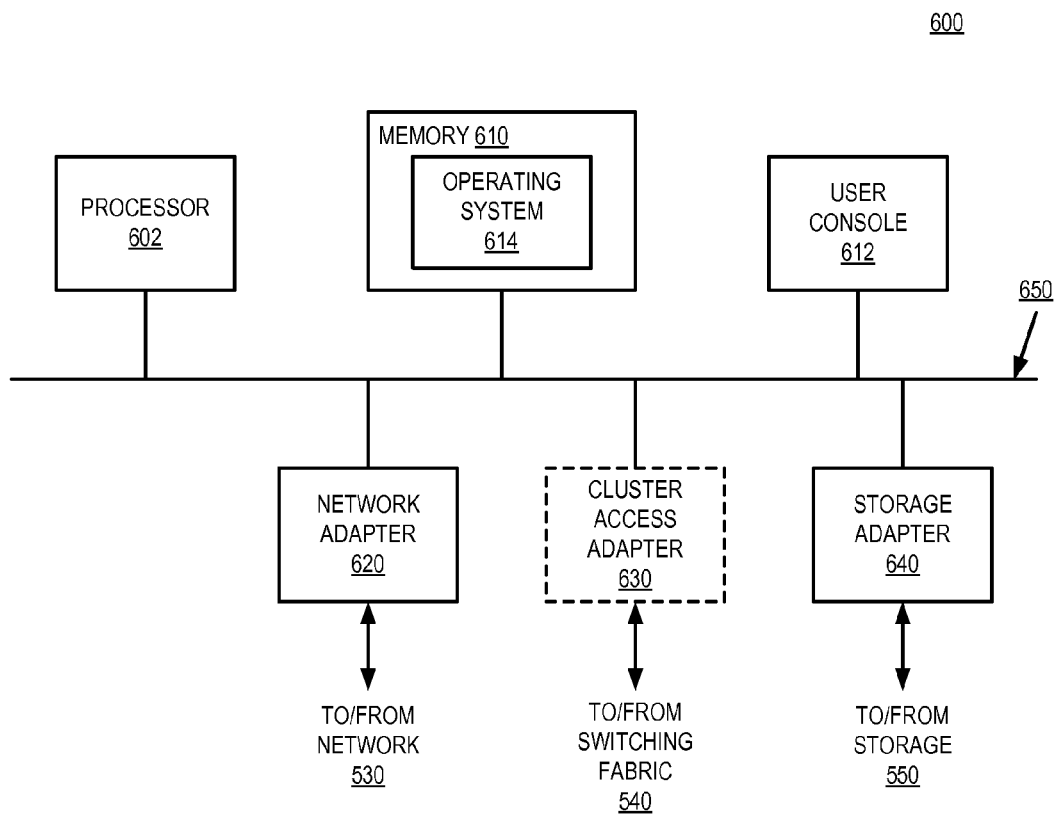 600
MEMORY 610
OPERATING
SYSTEM
614
PROCESSOR
602
USER
CONSOLE
612
650
NETWORK
ADAPTER
620
CLUSTER
ACCESS
ADAPTER
630
STORAGE
ADAPTER
640
TO/FROM
NETWORK
530
TO/FROM
SWITCHING
FABRIC
540
TO/FROM
STORAGE
550